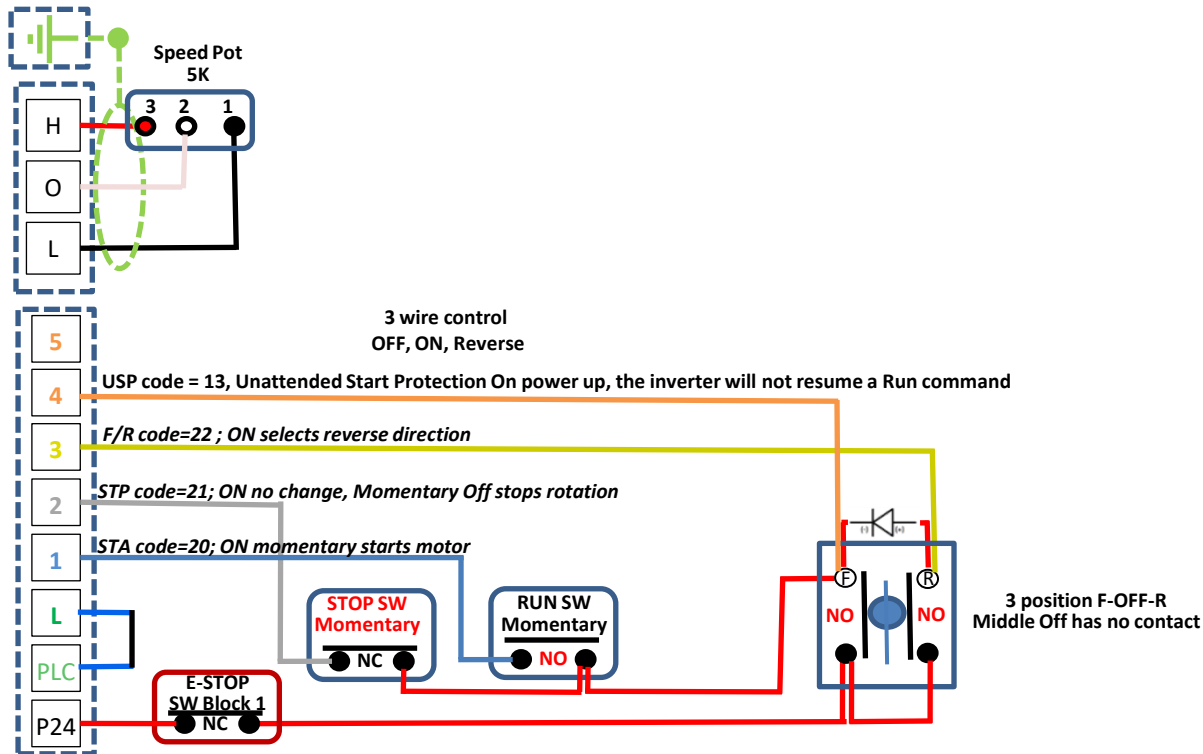 Speed Pot
5K
3 2 1
H
O
L
3 wire control
OFF, ON, Reverse
5
4
USP code = 13, Unattended Start Protection On power up, the inverter will not resume a Run command
3
F/R code=22 ; ON selects reverse direction
2
STP code=21; ON no change, Momentary Off stops rotation
1
STA code=20; ON momentary starts motor
(-) (+)
F R
NO NO
3 position F-OFF-R
Middle Off has no contact
L
STOP SW
Momentary
NC
RUN SW
Momentary
NO
PLC
E-STOP
SW Block 1
NC
P24